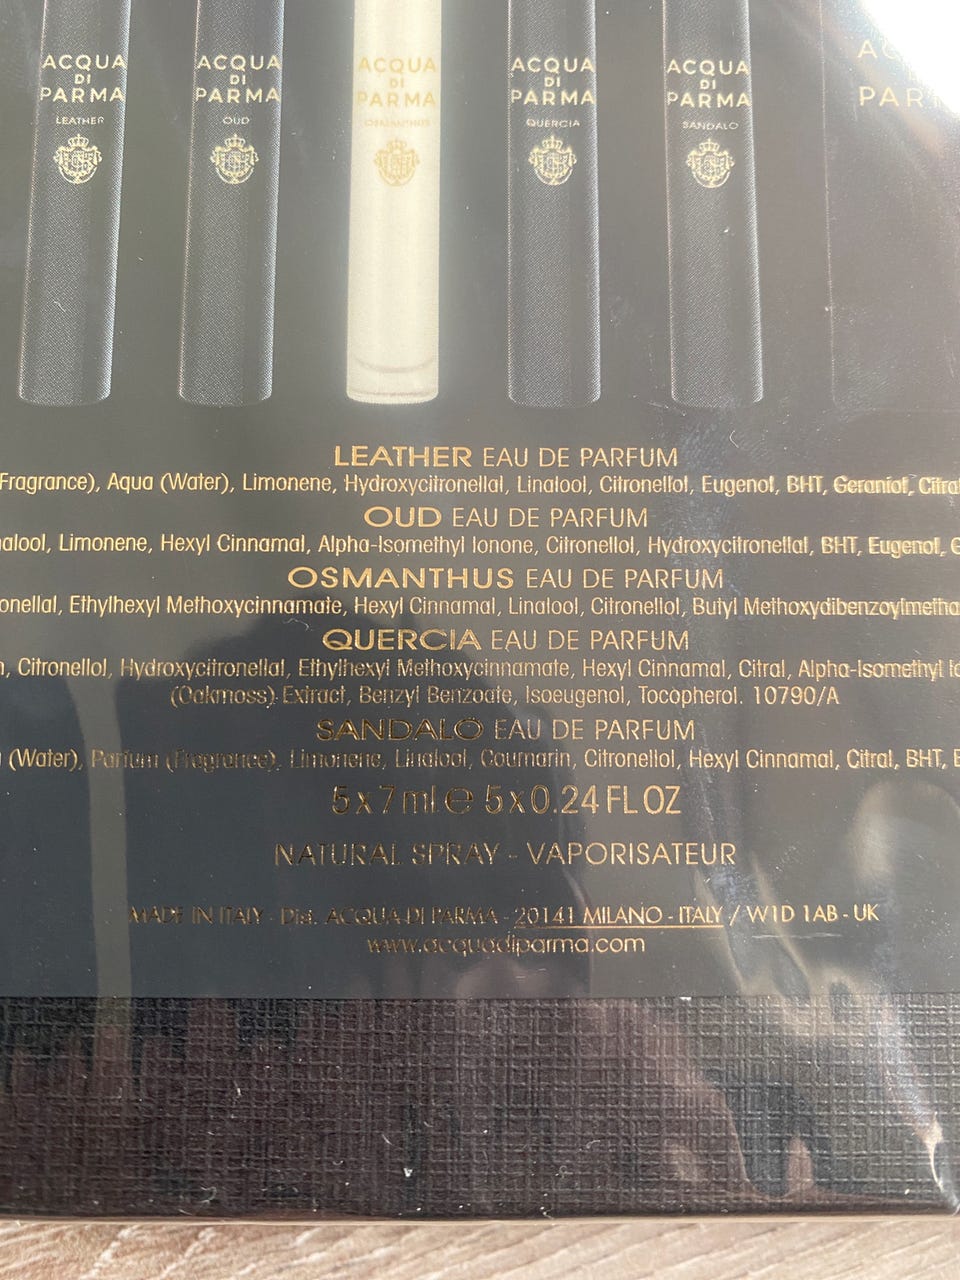 ACQUA DI PARMA LEATHER
ACQUA DI PARMA OUD
ACQUA DI PARMA OSMANTHUS
ACQUA DI PARMA QUERCIA
ACQUA DI PARMA SANDALO
LEATHER EAU DE PARFUM
Fragrance), Aqua (Water), Limonene, Hydroxycitronellal, Linalool, Citronellol, Eugenol, BHT, Geraniol, Citral
OUD EAU DE PARFUM
alool, Limonene, Hexyl Cinnamal, Alpha-Isomethyl Ionone, Citronellol, Hydroxycitronellal, BHT, Eugenol, G
OSMANTHUS EAU DE PARFUM
onellal, Ethylhexyl Methoxycinnamate, Hexyl Cinnamal, Linalool, Citronellol, Butyl Methoxydibenzoylmetha
QUERCIA EAU DE PARFUM
n, Citronellol, Hydroxycitronellal, Ethylhexyl Methoxycinnamate, Hexyl Cinnamal, Citral, Alpha-Isomethyl Io
(Oakmoss) Extract, Benzyl Benzoate, Isoeugenol, Tocopherol. 10790/A
SANDALO EAU DE PARFUM
(Water), Parfum (Fragrance), Limonene, Linalool, Coumarin, Citronellol, Hexyl Cinnamal, Citral, BHT, E
5 x 7 ml e 5 x 0.24 FL OZ
NATURAL SPRAY - VAPORISATEUR
MADE IN ITALY - Dist. ACQUA DI PARMA - 20141 MILANO - ITALY / W1D 1AB - UK
www.acquadiparma.com